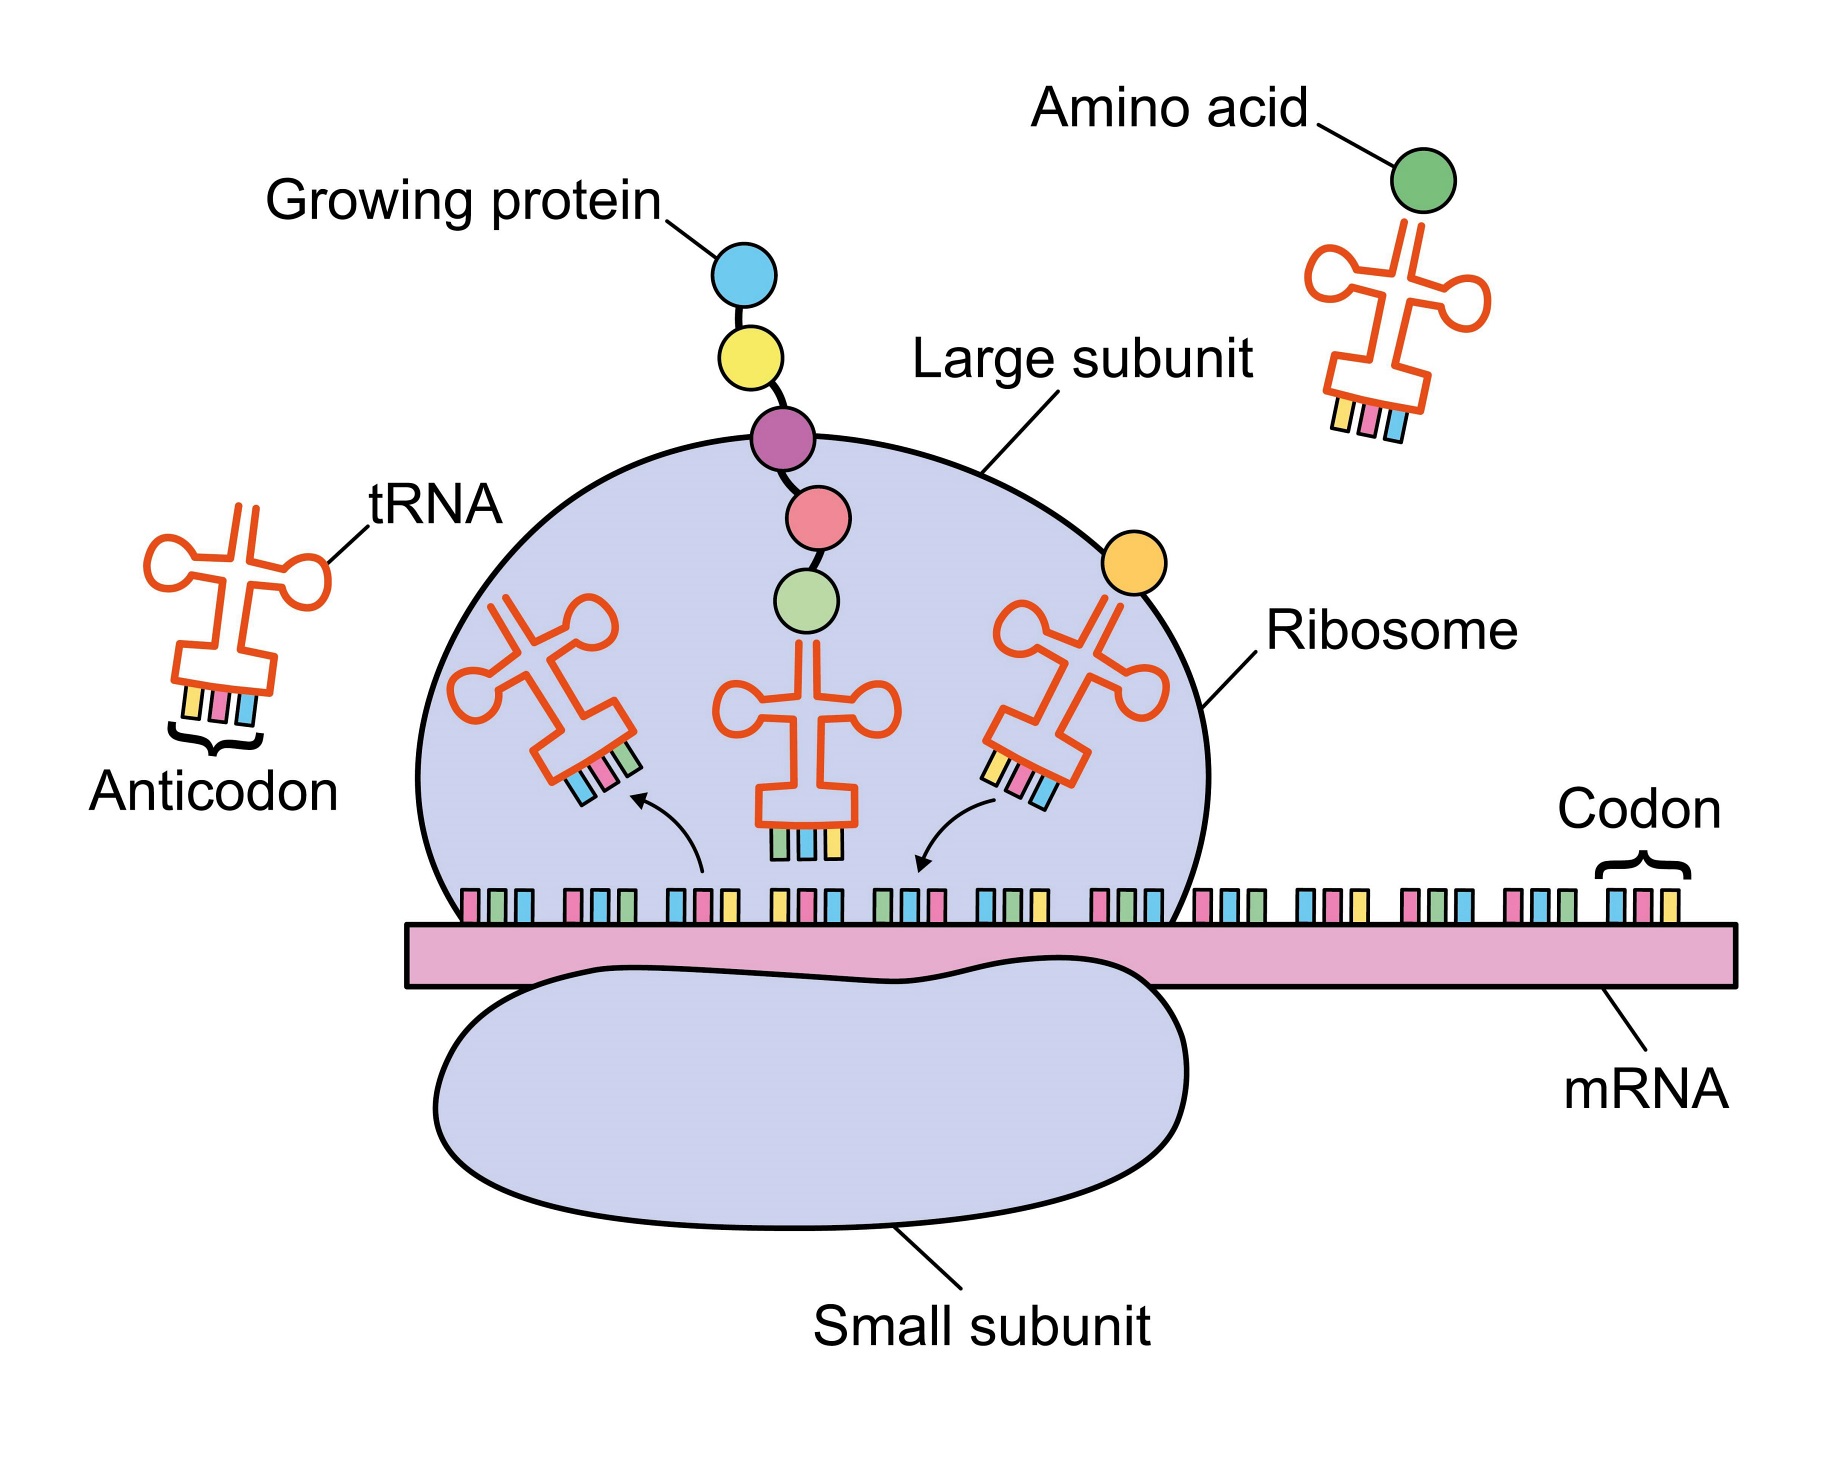 Amino acid
Growing protein
Large subunit
tRNA
Ribosome
Anticodon
Codon
mRNA
Small subunit